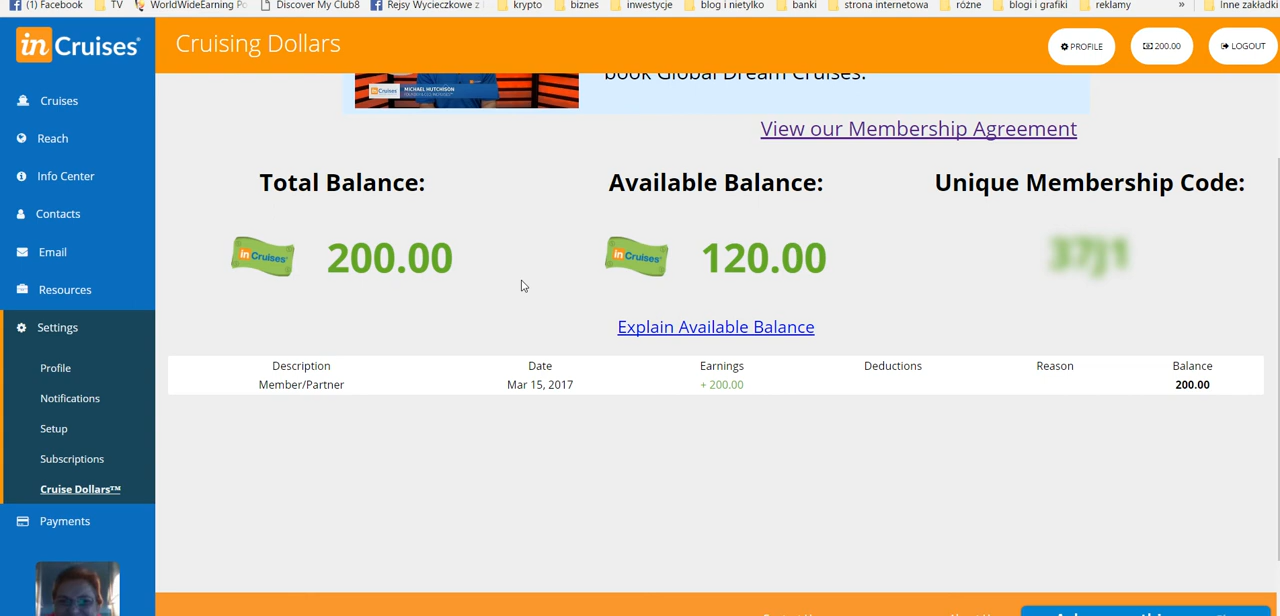 (1) Facebook TV WorldWideEarning Po Discover My Club8 Rejsy Wycieczkowe z krypto biznes inwestycje blog i nietylko banki strona internetowa różne blogi i grafiki reklamy » Inne zakładki
in Cruises® Cruising Dollars PROFILE 200.00 LOGOUT
book Global Dream Cruises.
inCruises MICHAEL HUTCHISON
Cruises
Reach
Info Center
Contacts
Email
Resources
Settings
Profile
Notifications
Setup
Subscriptions
Cruise Dollars™
Payments
View our Membership Agreement
Total Balance: Available Balance: Unique Membership Code:
inCruises 200.00 inCruises 120.00
Explain Available Balance
Description Date Earnings Deductions Reason Balance
Member/Partner Mar 15, 2017 + 200.00 200.00